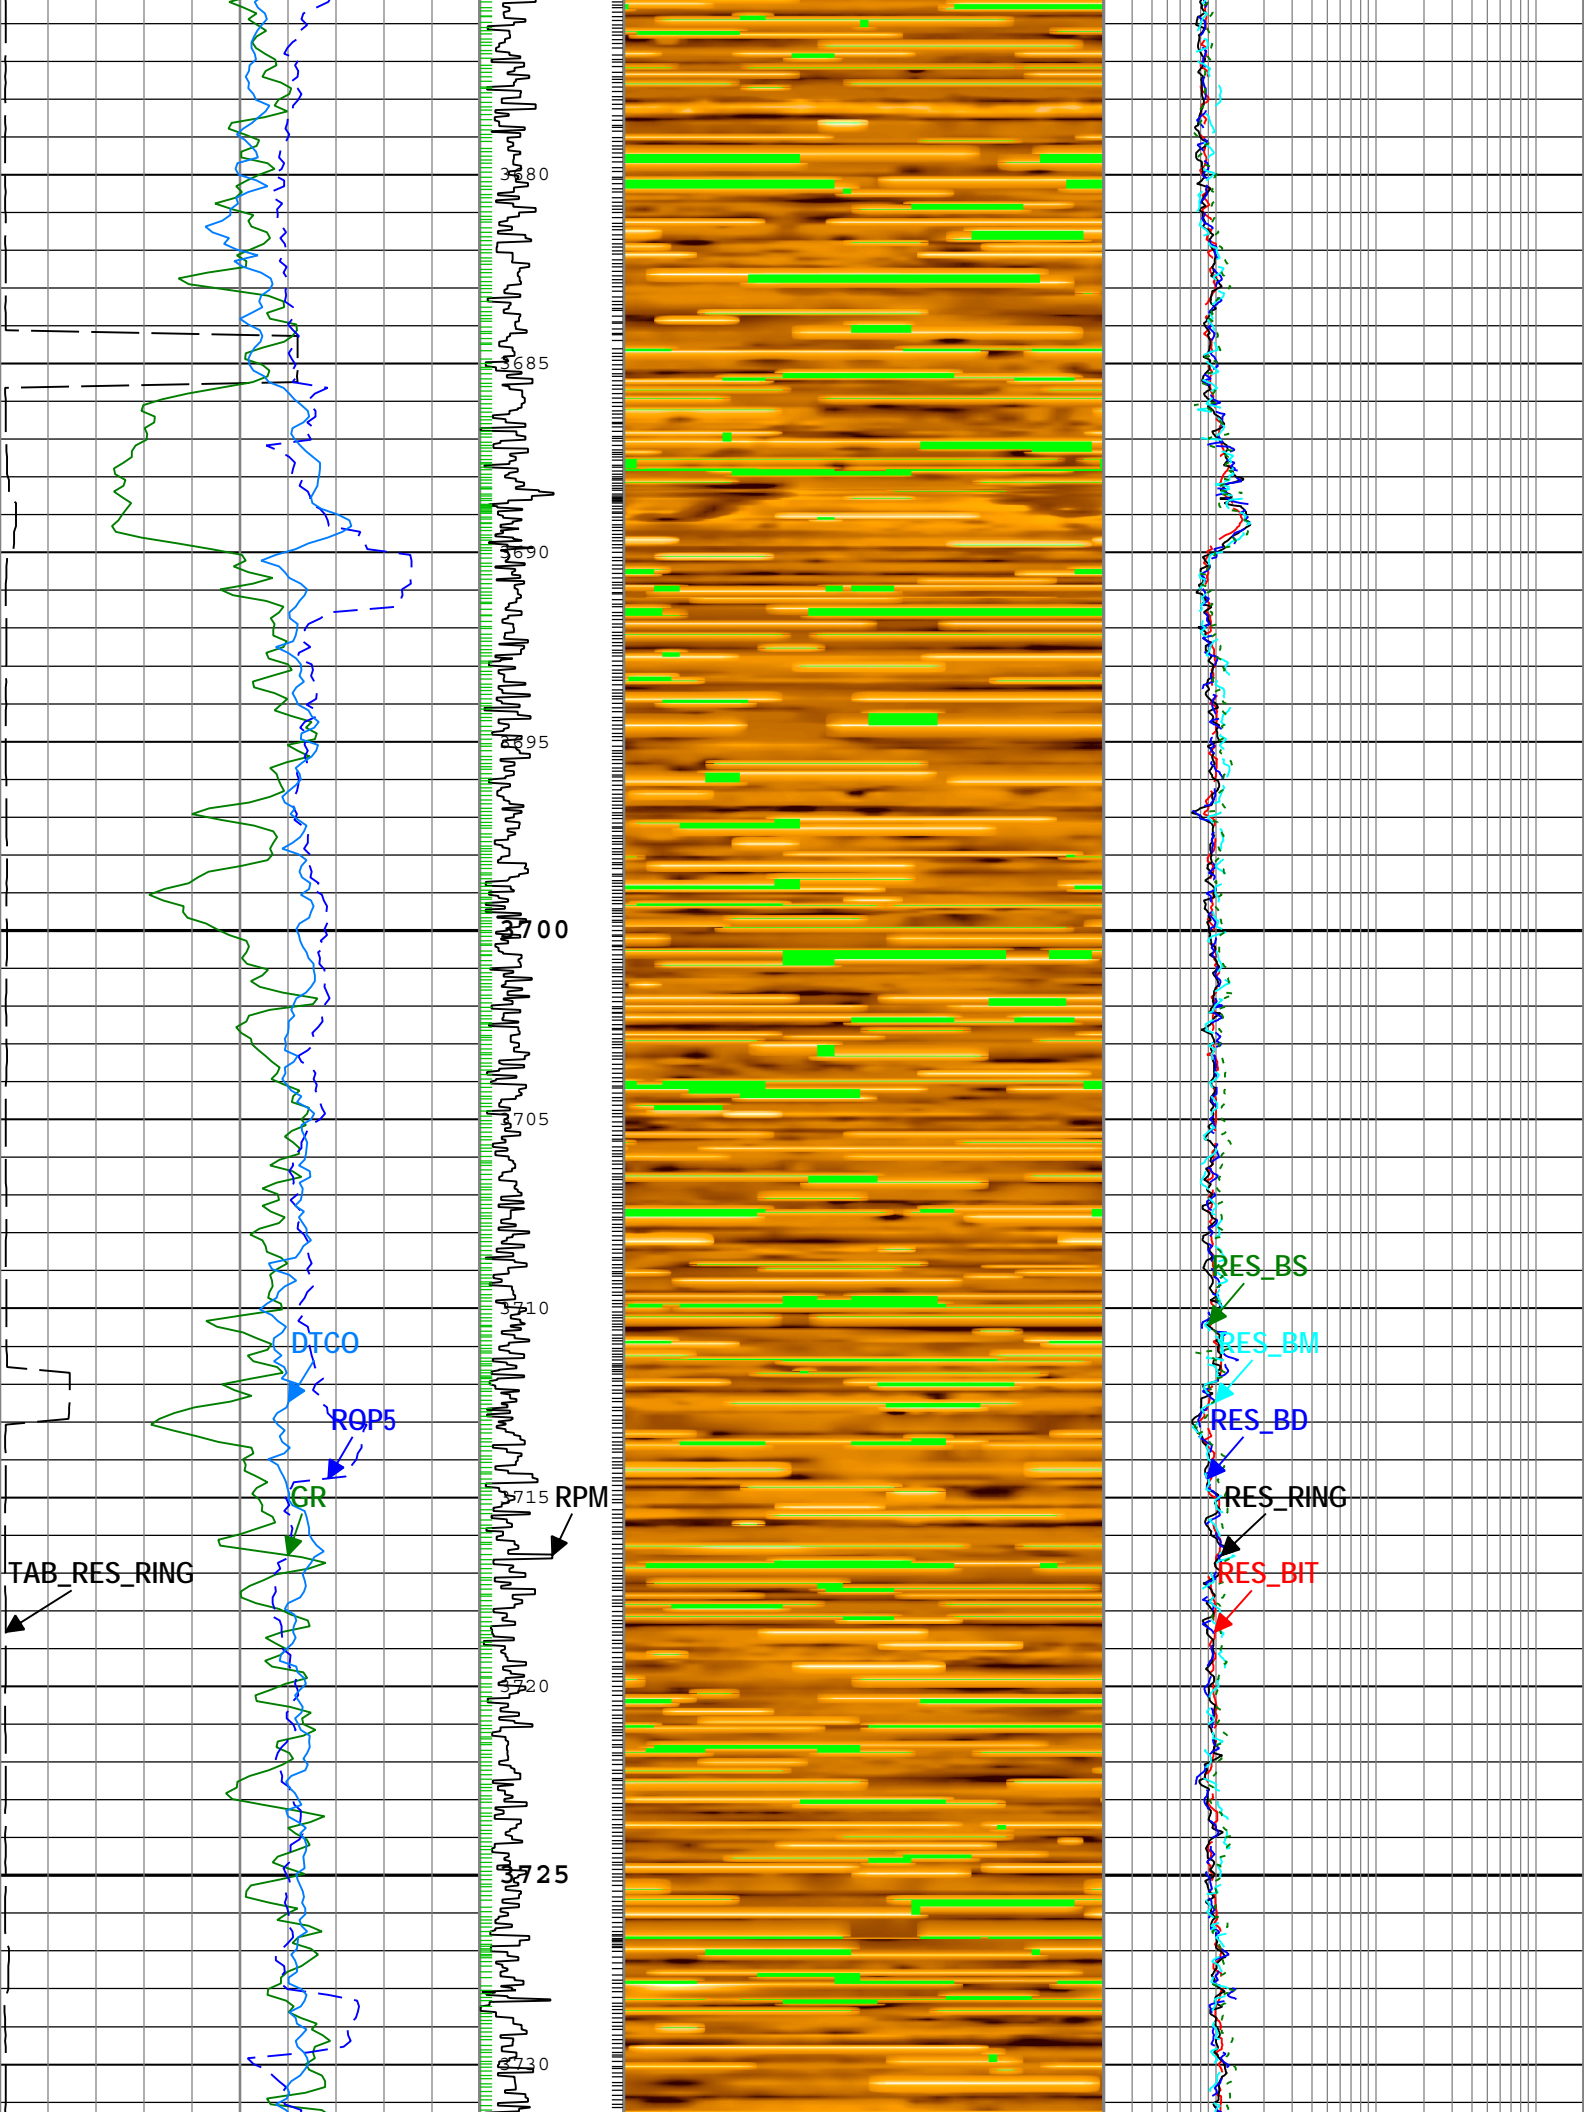 3680
3685
3690
3695
3700
3705
RES_BS
3710
DTCO
RES_BM
ROP5
RES_BD
GR
3715
RPM
RES_RING
TAB_RES_RING
RES_BIT
3720
3725
3730